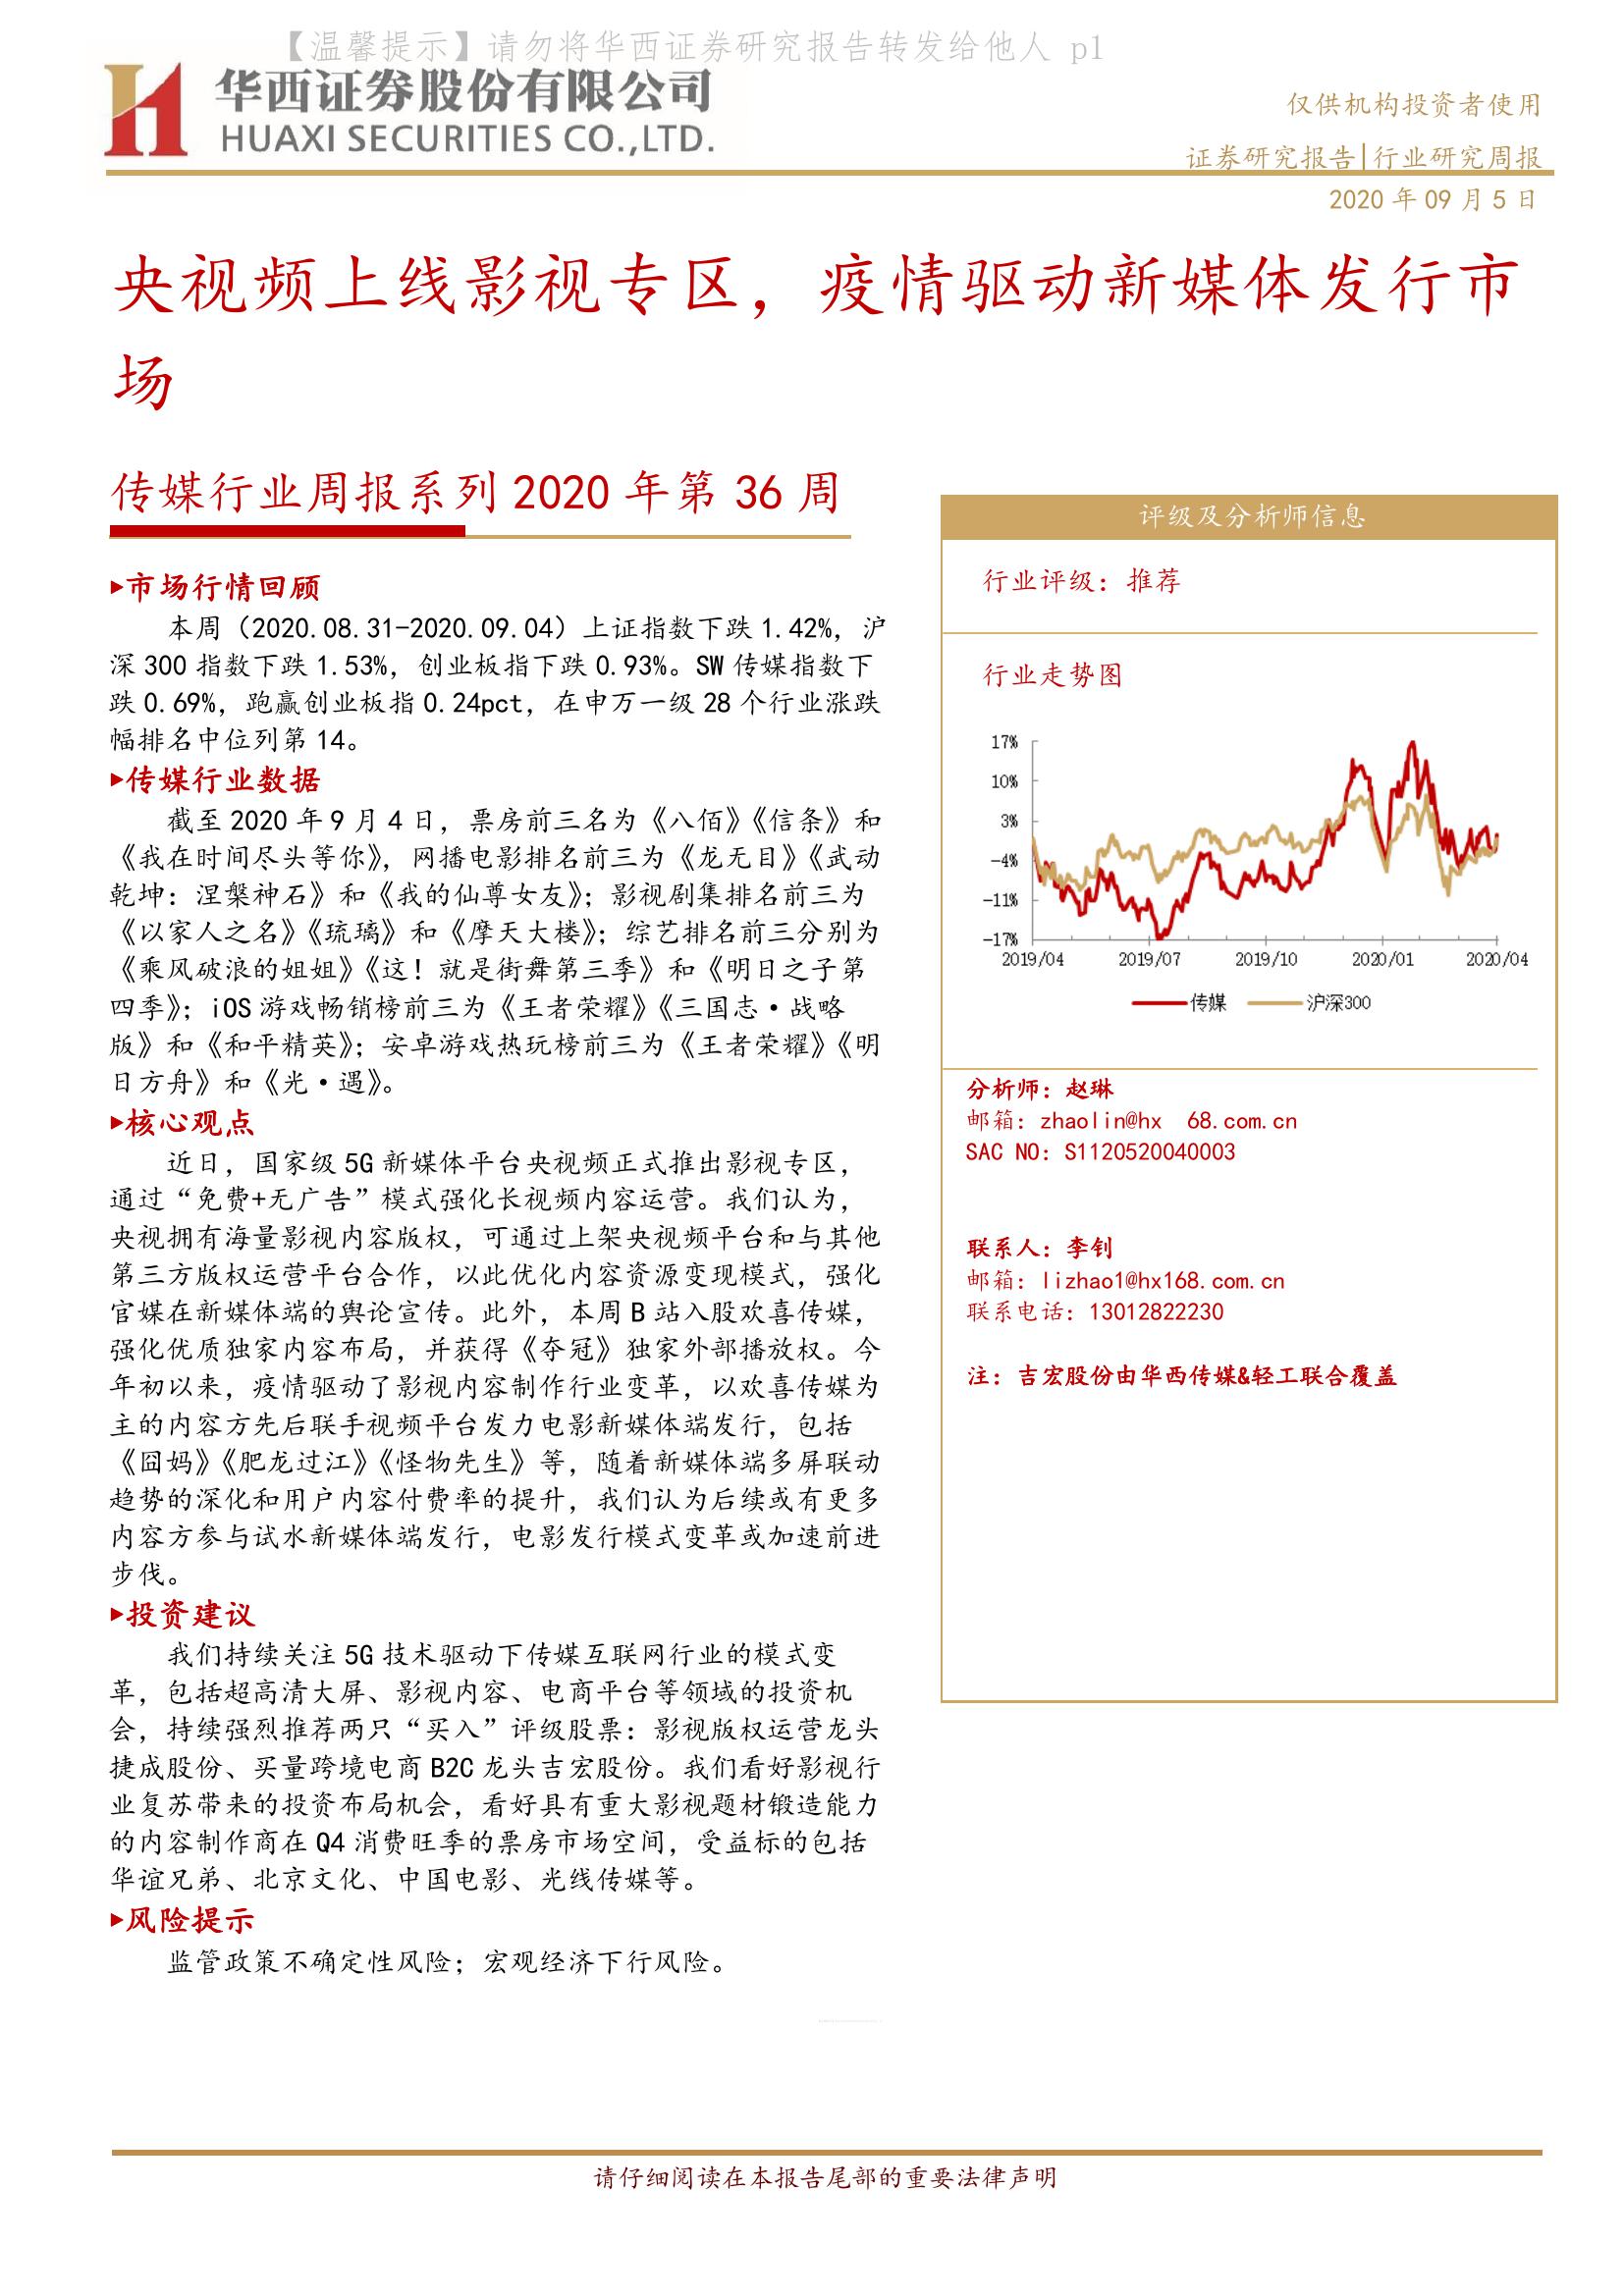 【温馨提示】请勿将华西证券研究报告转发给他人 p1
华西证券股份有限公司
HUAXI SECURITIES CO.,LTD.
仅供机构投资者使用
证券研究报告|行业研究周报
2020 年 09 月 5 日
央视频上线影视专区，疫情驱动新媒体发行市
场
传媒行业周报系列 2020 年第 36 周
▶市场行情回顾
本周（2020.08.31-2020.09.04）上证指数下跌 1.42%，沪
深 300 指数下跌 1.53%，创业板指下跌 0.93%。SW 传媒指数下
跌 0.69%，跑赢创业板指 0.24pct，在申万一级 28 个行业涨跌
幅排名中位列第 14。
▶传媒行业数据
截至 2020 年 9 月 4 日，票房前三名为《八佰》《信条》和
《我在时间尽头等你》，网播电影排名前三为《龙无目》《武动
乾坤：涅槃神石》和《我的仙尊女友》；影视剧集排名前三为
《以家人之名》《琉璃》和《摩天大楼》；综艺排名前三分别为
《乘风破浪的姐姐》《这！就是街舞第三季》和《明日之子第
四季》；iOS 游戏畅销榜前三为《王者荣耀》《三国志·战略
版》和《和平精英》；安卓游戏热玩榜前三为《王者荣耀》《明
日方舟》和《光·遇》。
▶核心观点
近日，国家级 5G 新媒体平台央视频正式推出影视专区，
通过“免费+无广告”模式强化长视频内容运营。我们认为，
央视拥有海量影视内容版权，可通过上架央视频平台和与其他
第三方版权运营平台合作，以此优化内容资源变现模式，强化
官媒在新媒体端的舆论宣传。此外，本周 B 站入股欢喜传媒，
强化优质独家内容布局，并获得《夺冠》独家外部播放权。今
年初以来，疫情驱动了影视内容制作行业变革，以欢喜传媒为
主的内容方先后联手视频平台发力电影新媒体端发行，包括
《囧妈》《肥龙过江》《怪物先生》等，随着新媒体端多屏联动
趋势的深化和用户内容付费率的提升，我们认为后续或有更多
内容方参与试水新媒体端发行，电影发行模式变革或加速前进
步伐。
▶投资建议
我们持续关注 5G 技术驱动下传媒互联网行业的模式变
革，包括超高清大屏、影视内容、电商平台等领域的投资机
会，持续强烈推荐两只“买入”评级股票：影视版权运营龙头
捷成股份、买量跨境电商 B2C 龙头吉宏股份。我们看好影视行
业复苏带来的投资布局机会，看好具有重大影视题材锻造能力
的内容制作商在 Q4 消费旺季的票房市场空间，受益标的包括
华谊兄弟、北京文化、中国电影、光线传媒等。
▶风险提示
监管政策不确定性风险；宏观经济下行风险。
评级及分析师信息
行业评级：推荐
行业走势图
17%
10%
3%
-4%
-11%
-17%
2019/04 2019/07 2019/10 2020/01 2020/04
传媒 沪深300
分析师：赵琳
邮箱：zhaolin@hx 68.com.cn
SAC NO：S1120520040003
联系人：李钊
邮箱：lizhao1@hx168.com.cn
联系电话：13012822230
注：吉宏股份由华西传媒&轻工联合覆盖
请仔细阅读在本报告尾部的重要法律声明